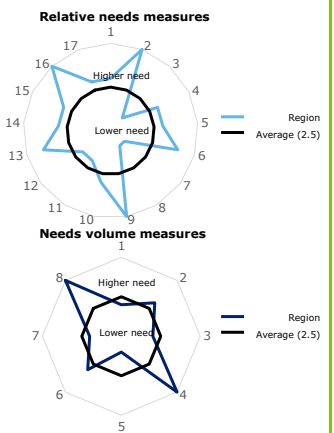 Relative needs measures
1
17
2
16
3
Higher need
15
4
14
Lower need
5
Region
Average (2.5)
13
6
12
7
11
8
10
9
Needs volume measures
1
8
Higher need
2
7
Lower need
3
Region
Average (2.5)
6
4
5